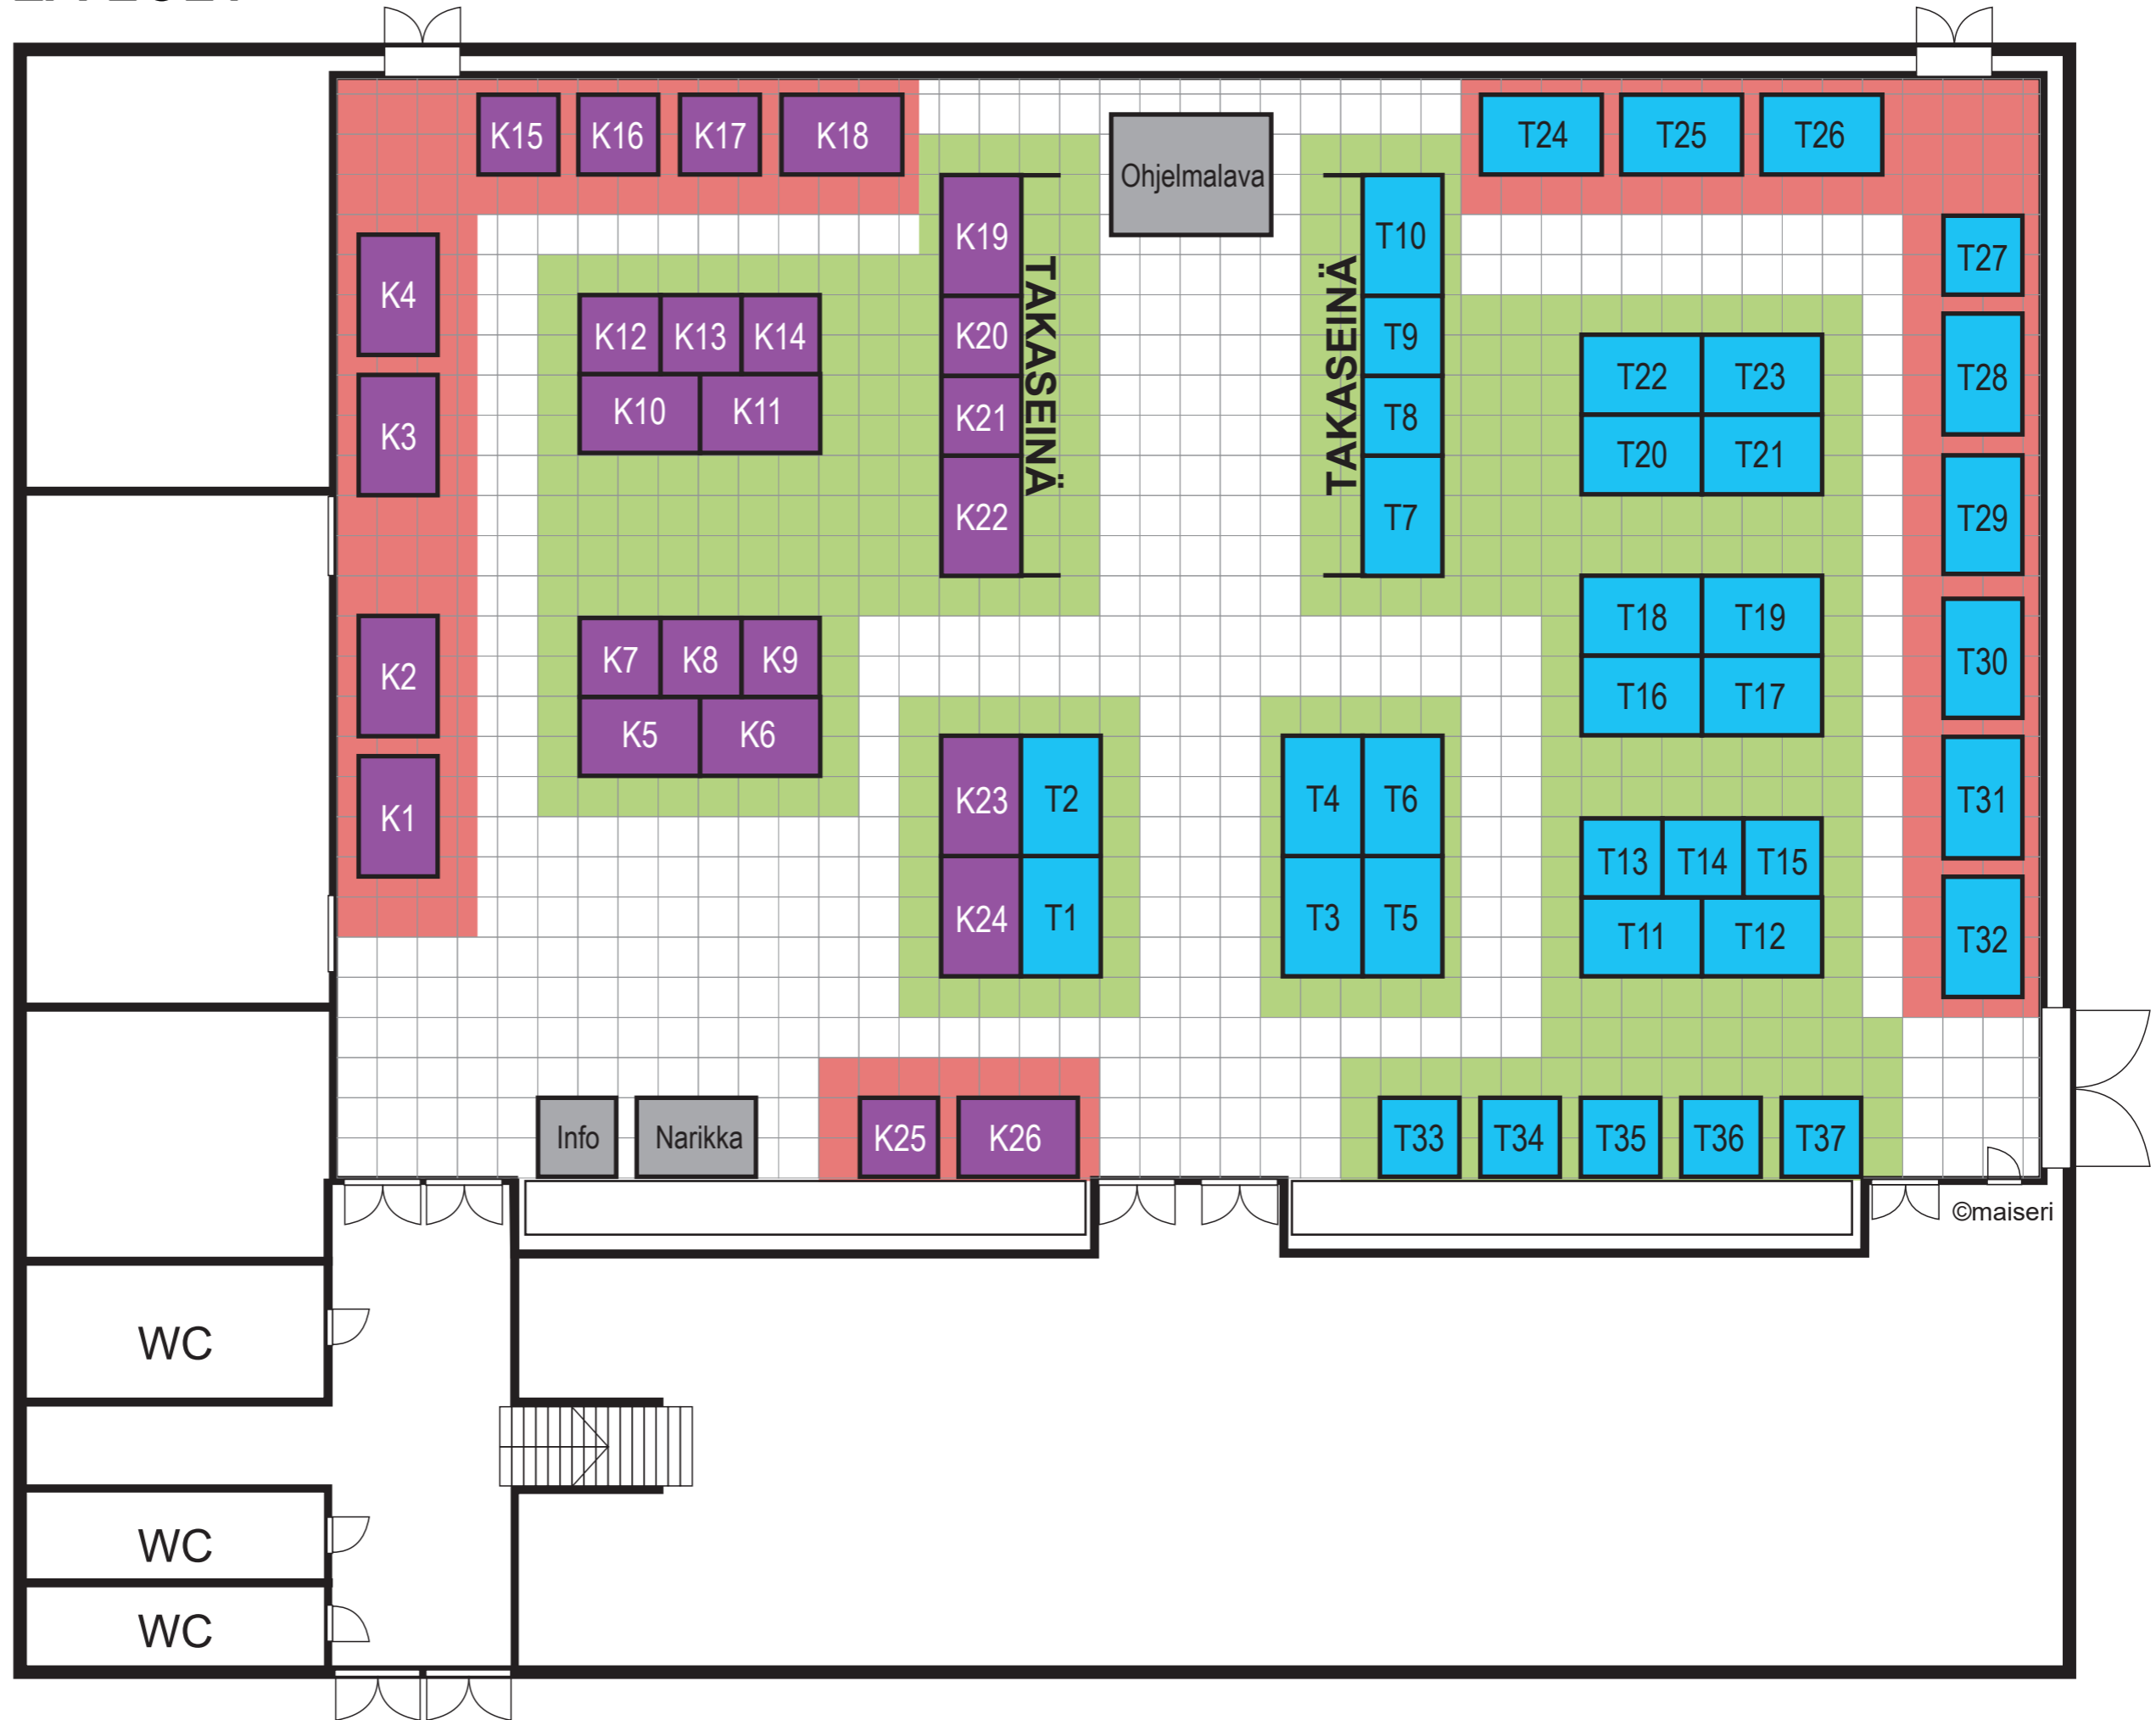 K15 K16 K17 K18
Ohjelmalava
T24 T25 T26
K19
T10
T27
K4
K12 K13 K14
K20
TAKASEINÄ
TAKASEINÄ
T9
T22 T23
T28
K3
K10 K11
K21
T8
T20 T21
K22
T7
T29
K2
K7 K8 K9
T18 T19
T30
K5 K6
T16 T17
K1
K23 T2
T4 T6
T31
T13 T14 T15
K24 T1
T3 T5
T11 T12
T32
Info Narikka
K25 K26
T33 T34 T35 T36 T37
©maiseri
WC
WC
WC